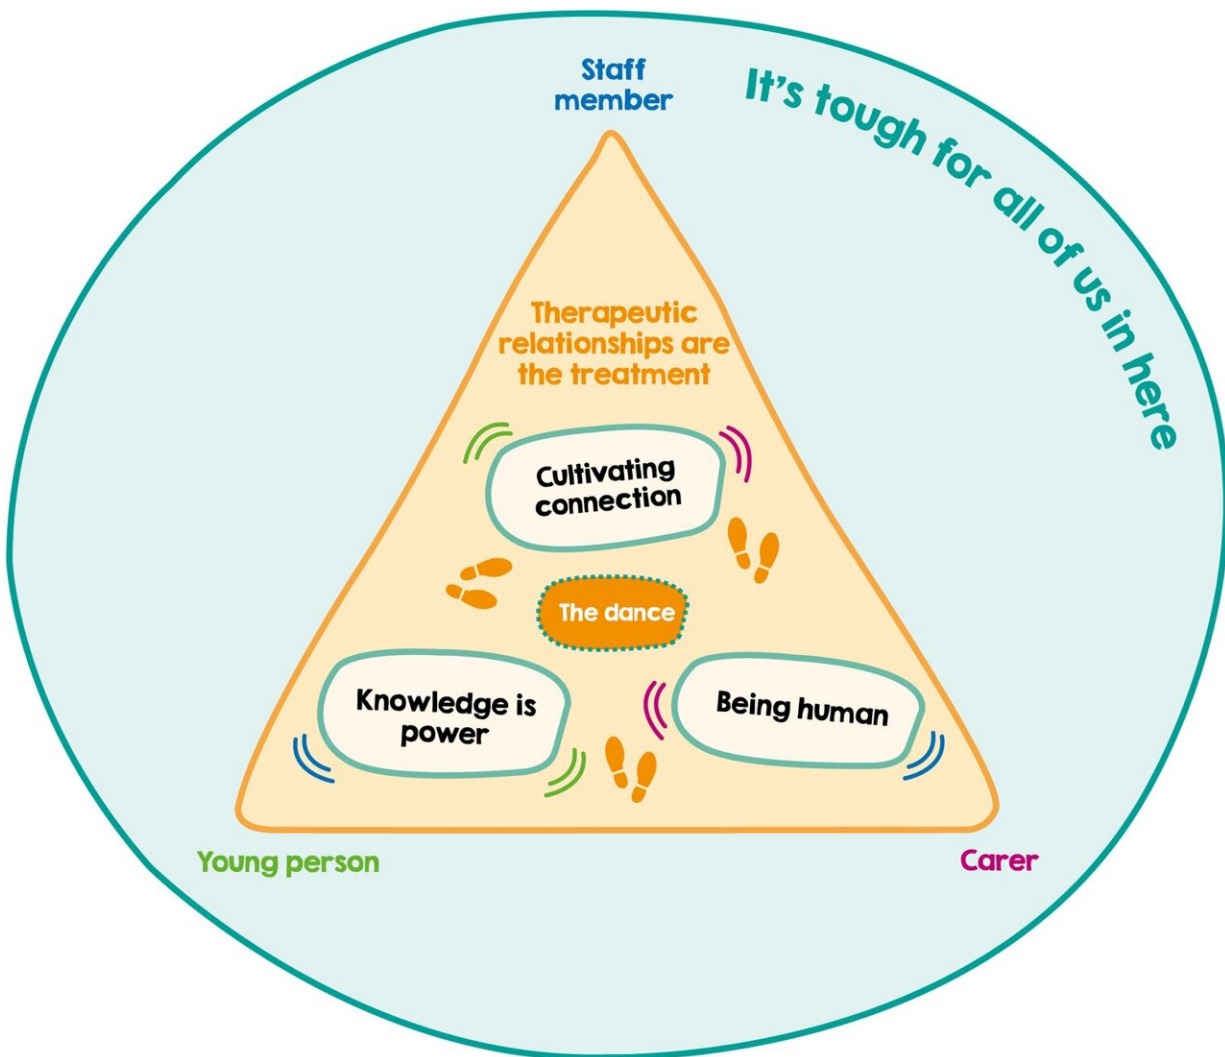 Staff
member
It's tough for all of us in here
Therapeutic
relationships are
the treatment
Cultivating
connection
The dance
Knowledge is
power
Being human
Young person
Carer